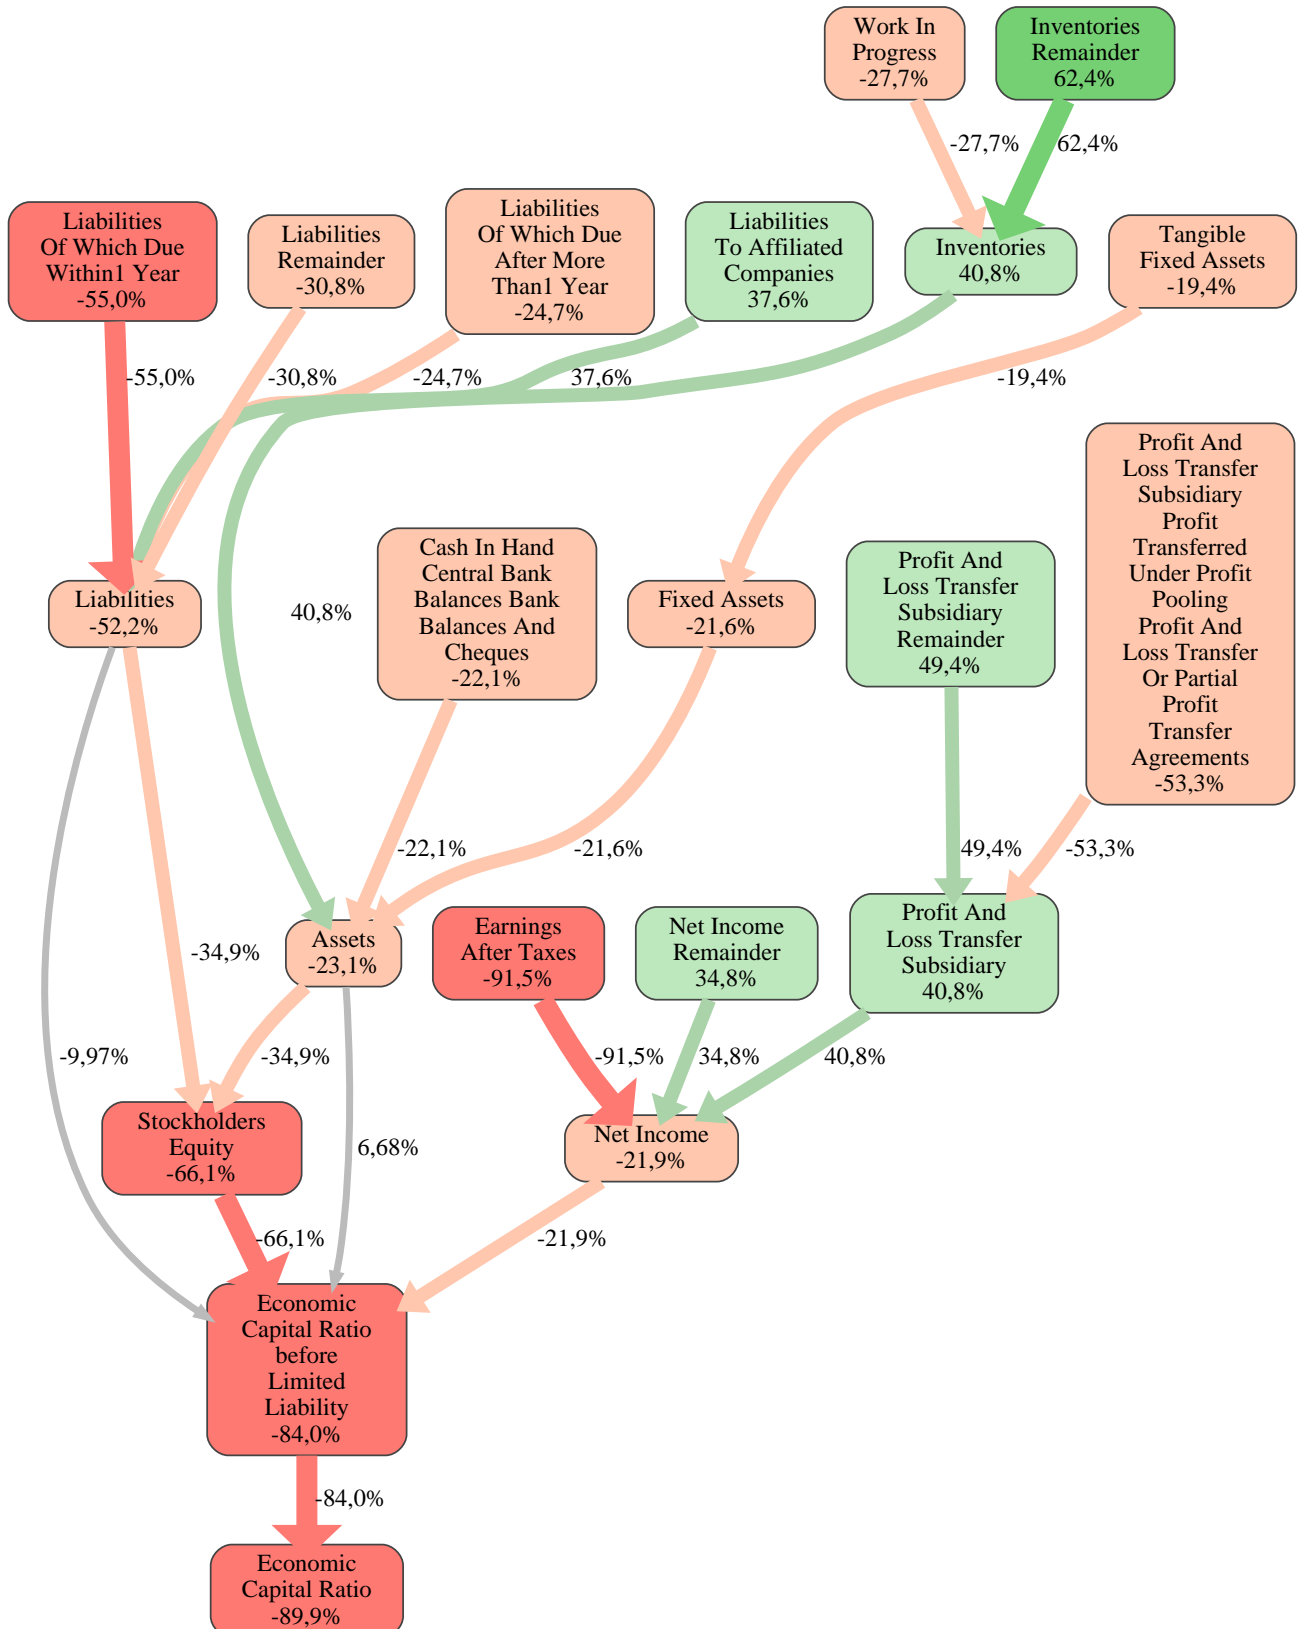 Work In
Progress
-27,7%
Inventories
Remainder
62,4%
-27,7%
62,4%
Liabilities
Of Which Due
Within1 Year
-55,0%
Liabilities
Remainder
-30,8%
Liabilities
Of Which Due
After More
Than1 Year
-24,7%
Liabilities
To Affiliated
Companies
37,6%
Inventories
40,8%
Tangible
Fixed Assets
-19,4%
-55,0%
-30,8%
-24,7%
37,6%
-19,4%
Profit And
Loss Transfer
Subsidiary
Profit
Transferred
Under Profit
Pooling
Profit And
Loss Transfer
Or Partial
Profit
Transfer
Agreements
-53,3%
Cash In Hand
Central Bank
Balances Bank
Balances And
Cheques
-22,1%
Profit And
Loss Transfer
Subsidiary
Remainder
49,4%
Liabilities
-52,2%
40,8%
Fixed Assets
-21,6%
-22,1%
-21,6%
49,4%
-53,3%
-34,9%
Assets
-23,1%
Earnings
After Taxes
-91,5%
Net Income
Remainder
34,8%
Profit And
Loss Transfer
Subsidiary
40,8%
-9,97%
-34,9%
-91,5%
34,8%
40,8%
Stockholders
Equity
-66,1%
6,68%
Net Income
-21,9%
-66,1%
-21,9%
Economic
Capital Ratio
before
Limited
Liability
-84,0%
-84,0%
Economic
Capital Ratio
-89,9%